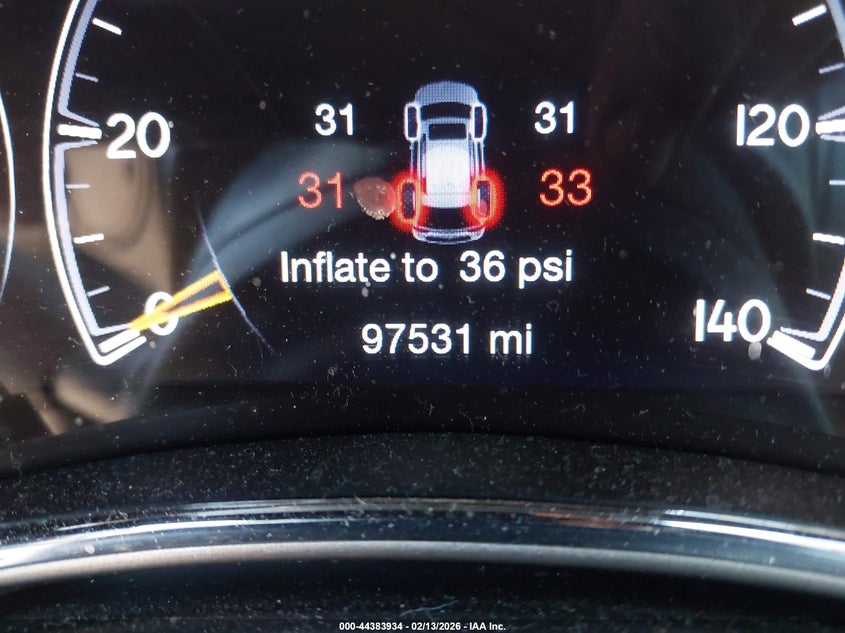 31 31
20 120
31 33
Inflate to 36 psi
0 140
97531 mi
000-44383934 - 02/13/2026 - IAA Inc.